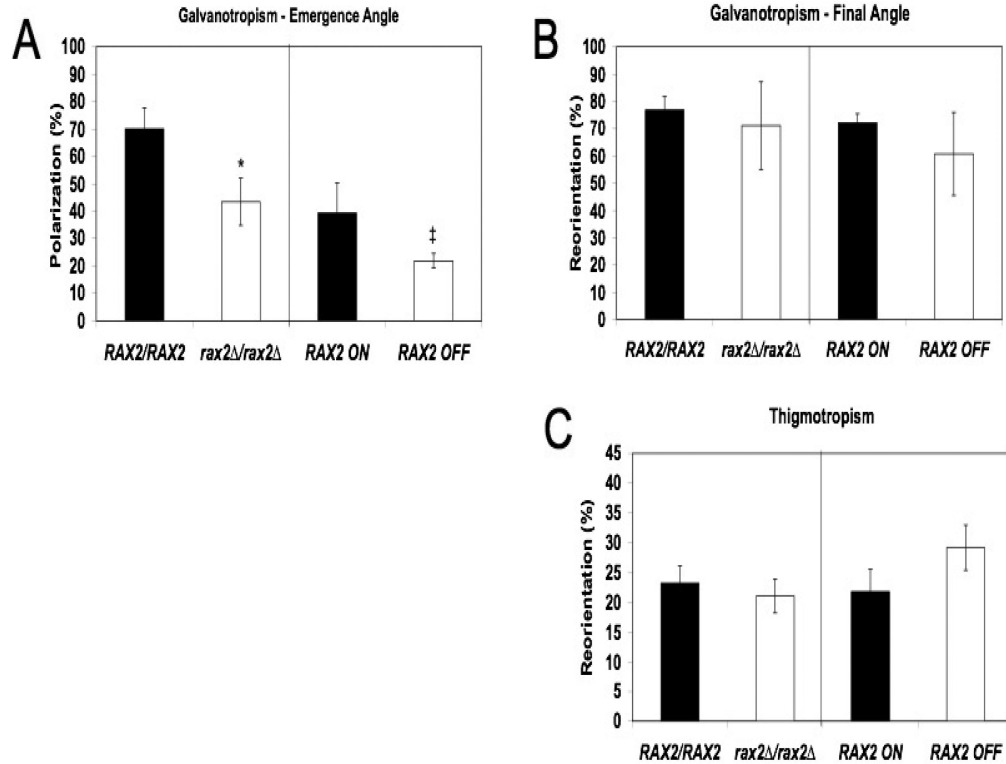 Galvanotropism - Emergence Angle
A
Polarization (%)
100
90
80
70
60
50
40
30
20
10
0
*
‡
RAX2/RAX2 rax2Δ/rax2Δ RAX2 ON RAX2 OFF
Galvanotropism - Final Angle
B
Reorientation (%)
100
90
80
70
60
50
40
30
20
10
0
RAX2/RAX2 rax2Δ/rax2Δ RAX2 ON RAX2 OFF
Thigmotropism
C
Reorientation (%)
45
40
35
30
25
20
15
10
5
0
RAX2/RAX2 rax2Δ/rax2Δ RAX2 ON RAX2 OFF